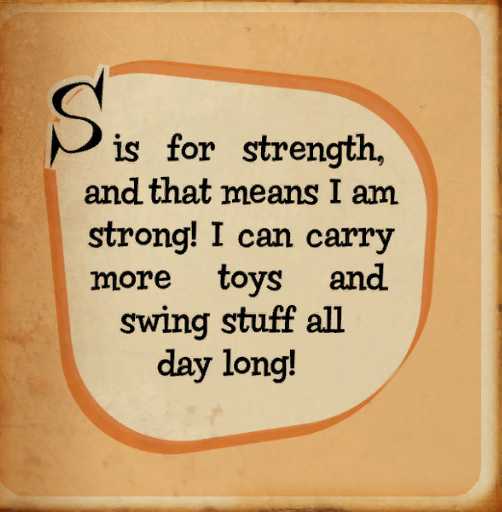 S is for strength,
and that means I am
strong! I can carry
more toys and
swing stuff all
day long!